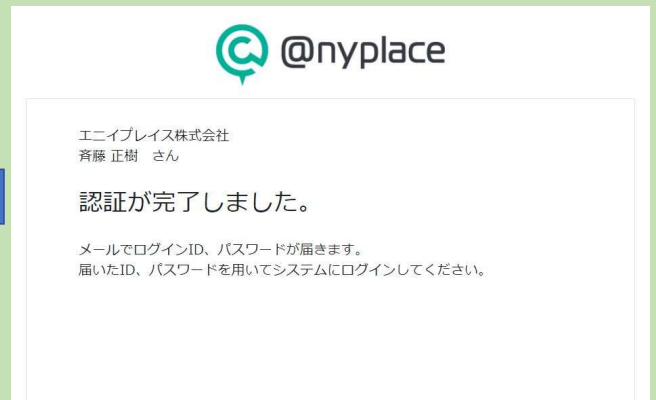 @nyplace
エニイプレイス株式会社
斉藤 正樹　さん
認証が完了しました。
メールでログインID、パスワードが届きます。
届いたID、パスワードを用いてシステムにログインしてください。